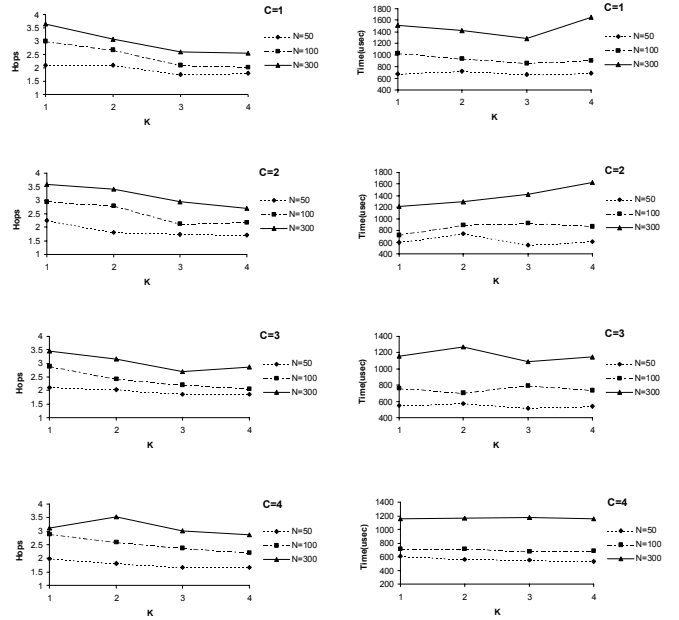 C=1
Hops
4
3.5
3
2.5
2
1.5
1
1 2 3 4
K
N=50
N=100
N=300
C=1
Time(usec)
1800
1600
1400
1200
1000
800
600
400
1 2 3 4
K
N=50
N=100
N=300
C=2
Hops
4
3.5
3
2.5
2
1.5
1
1 2 3 4
K
N=50
N=100
N=300
C=2
Time(usec)
1800
1600
1400
1200
1000
800
600
400
1 2 3 4
K
N=50
N=100
N=300
C=3
Hops
4
3.5
3
2.5
2
1.5
1
1 2 3 4
K
N=50
N=100
N=300
C=3
Time(usec)
1400
1200
1000
800
600
400
1 2 3 4
K
N=50
N=100
N=300
C=4
Hops
4
3.5
3
2.5
2
1.5
1
1 2 3 4
K
N=50
N=100
N=300
C=4
Time(usec)
1400
1200
1000
800
600
400
200
1 2 3 4
K
N=50
N=100
N=300